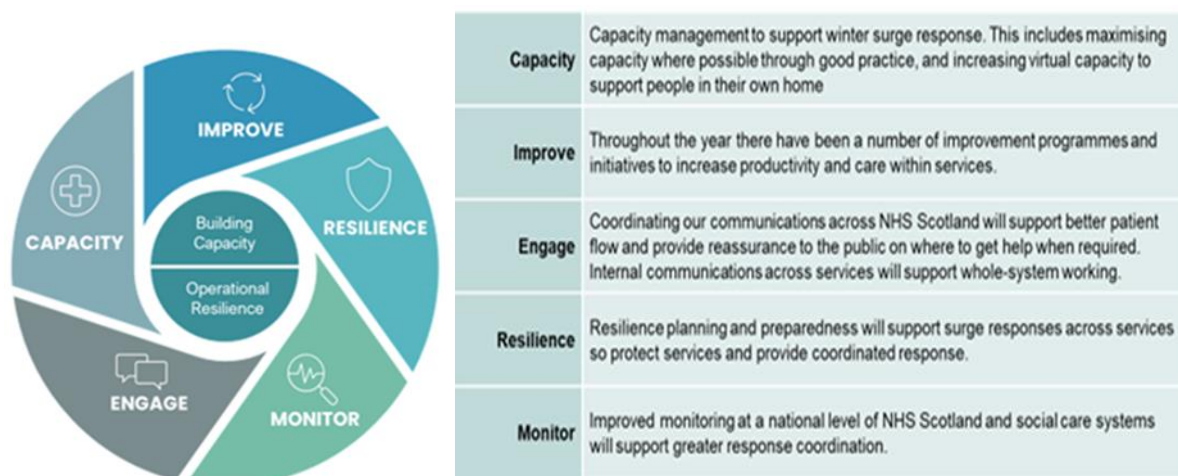 IMPROVE
RESILIENCE
CAPACITY
Building
Capacity
Operational
Resilience
ENGAGE
MONITOR
Capacity
Capacity management to support winter surge response. This includes maximising
capacity where possible through good practice, and increasing virtual capacity to
support people in their own home
Improve
Throughout the year there have been a number of improvement programmes and
initiatives to increase productivity and care within services.
Engage
Coordinating our communications across NHS Scotland will support better patient
flow and provide reassurance to the public on where to get help when required.
Internal communications across services will support whole-system working.
Resilience
Resilience planning and preparedness will support surge responses across services
so protect services and provide coordinated response.
Monitor
Improved monitoring at a national level of NHS Scotland and social care systems
will support greater response coordination.